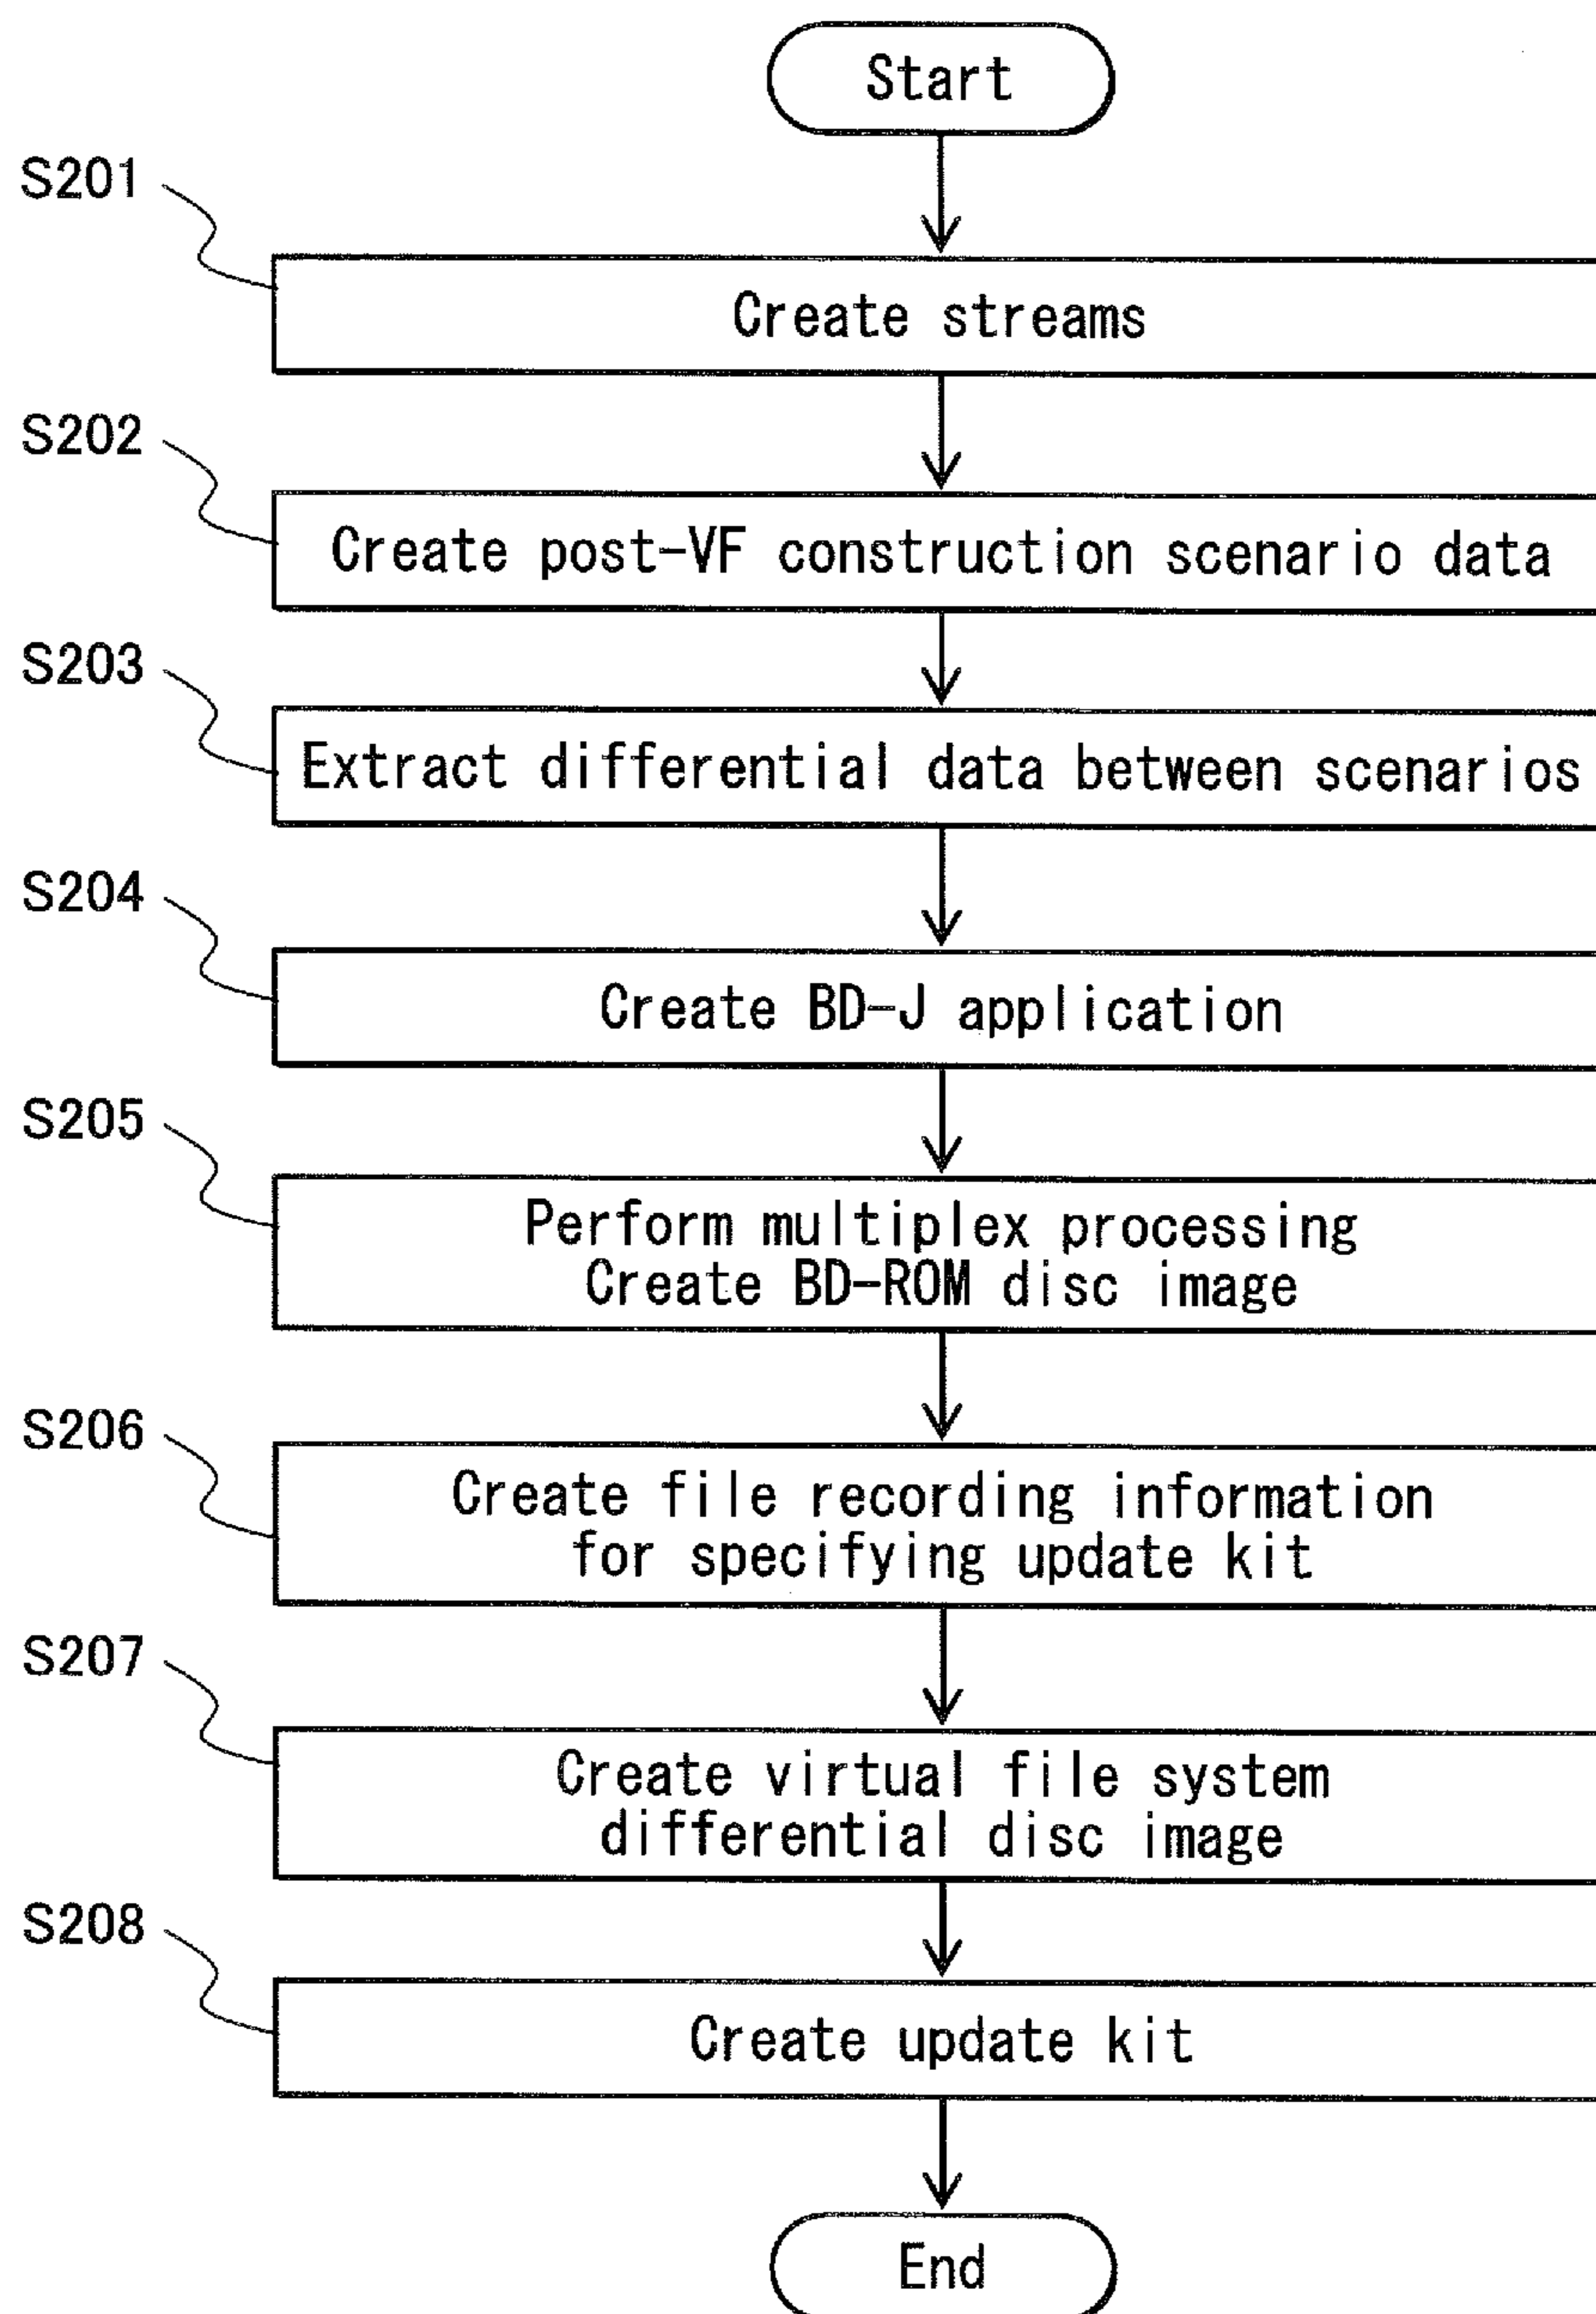 Start
S201
Create streams
S202
Create post-VF construction scenario data
S203
Extract differential data between scenarios
S204
Create BD-J application
S205
Perform multiplex processing
Create BD-ROM disc image
S206
Create file recording information
for specifying update kit
S207
Create virtual file system
differential disc image
S208
Create update kit
End